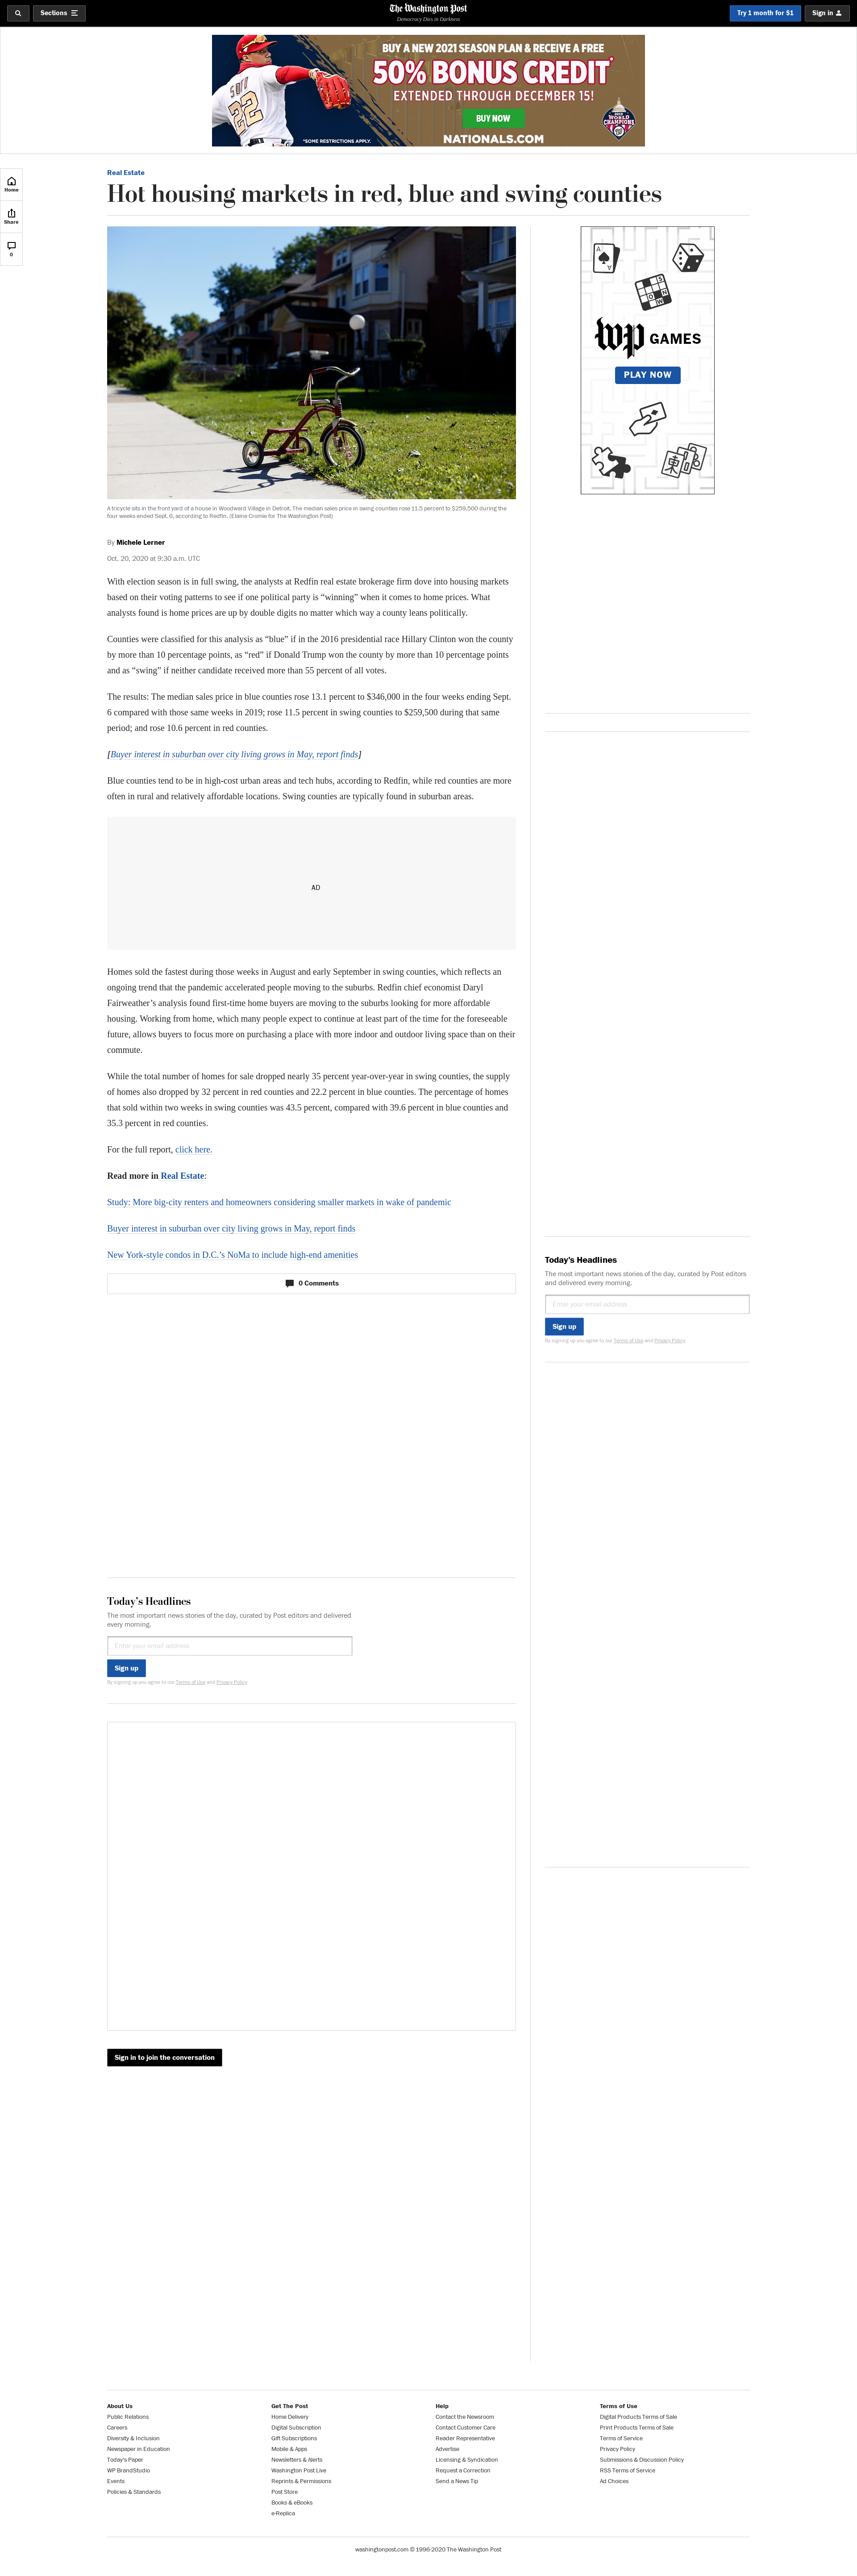 Sections
The Washington Post
Democracy Dies in Darkness
Try 1 month for $1
Sign in
SOTO
22
BUY A NEW 2021 SEASON PLAN & RECEIVE A FREE
50% BONUS CREDIT*
EXTENDED THROUGH DECEMBER 15!
BUY NOW
*SOME RESTRICTIONS APPLY.
NATIONALS.COM
WORLD CHAMPIONS
Home
Share
0
Real Estate
Hot housing markets in red, blue and swing counties
A
S
N
O
W
wp GAMES
PLAY NOW
A tricycle sits in the front yard of a house in Woodward Village in Detroit. The median sales price in swing counties rose 11.5 percent to $259,500 during the
four weeks ended Sept. 6, according to Redfin. (Elaine Cromie for The Washington Post)
By Michele Lerner
Oct. 20, 2020 at 9:30 a.m. UTC
With election season is in full swing, the analysts at Redfin real estate brokerage firm dove into housing markets
based on their voting patterns to see if one political party is “winning” when it comes to home prices. What
analysts found is home prices are up by double digits no matter which way a county leans politically.
Counties were classified for this analysis as “blue” if in the 2016 presidential race Hillary Clinton won the county
by more than 10 percentage points, as “red” if Donald Trump won the county by more than 10 percentage points
and as “swing” if neither candidate received more than 55 percent of all votes.
The results: The median sales price in blue counties rose 13.1 percent to $346,000 in the four weeks ending Sept.
6 compared with those same weeks in 2019; rose 11.5 percent in swing counties to $259,500 during that same
period; and rose 10.6 percent in red counties.
[Buyer interest in suburban over city living grows in May, report finds]
Blue counties tend to be in high-cost urban areas and tech hubs, according to Redfin, while red counties are more
often in rural and relatively affordable locations. Swing counties are typically found in suburban areas.
AD
Homes sold the fastest during those weeks in August and early September in swing counties, which reflects an
ongoing trend that the pandemic accelerated people moving to the suburbs. Redfin chief economist Daryl
Fairweather’s analysis found first-time home buyers are moving to the suburbs looking for more affordable
housing. Working from home, which many people expect to continue at least part of the time for the foreseeable
future, allows buyers to focus more on purchasing a place with more indoor and outdoor living space than on their
commute.
While the total number of homes for sale dropped nearly 35 percent year-over-year in swing counties, the supply
of homes also dropped by 32 percent in red counties and 22.2 percent in blue counties. The percentage of homes
that sold within two weeks in swing counties was 43.5 percent, compared with 39.6 percent in blue counties and
35.3 percent in red counties.
For the full report, click here.
Read more in Real Estate:
Study: More big-city renters and homeowners considering smaller markets in wake of pandemic
Buyer interest in suburban over city living grows in May, report finds
New York-style condos in D.C.’s NoMa to include high-end amenities
0 Comments
Today’s Headlines
The most important news stories of the day, curated by Post editors
and delivered every morning.
Enter your email address
Sign up
By signing up you agree to our Terms of Use and Privacy Policy
Today’s Headlines
The most important news stories of the day, curated by Post editors and delivered
every morning.
Enter your email address
Sign up
By signing up you agree to our Terms of Use and Privacy Policy
Sign in to join the conversation
About Us
Public Relations
Careers
Diversity & Inclusion
Newspaper in Education
Today's Paper
WP BrandStudio
Events
Policies & Standards
Get The Post
Home Delivery
Digital Subscription
Gift Subscriptions
Mobile & Apps
Newsletters & Alerts
Washington Post Live
Reprints & Permissions
Post Store
Books & eBooks
e-Replica
Help
Contact the Newsroom
Contact Customer Care
Reader Representative
Advertise
Licensing & Syndication
Request a Correction
Send a News Tip
Terms of Use
Digital Products Terms of Sale
Print Products Terms of Sale
Terms of Service
Privacy Policy
Submissions & Discussion Policy
RSS Terms of Service
Ad Choices
washingtonpost.com © 1996-2020 The Washington Post